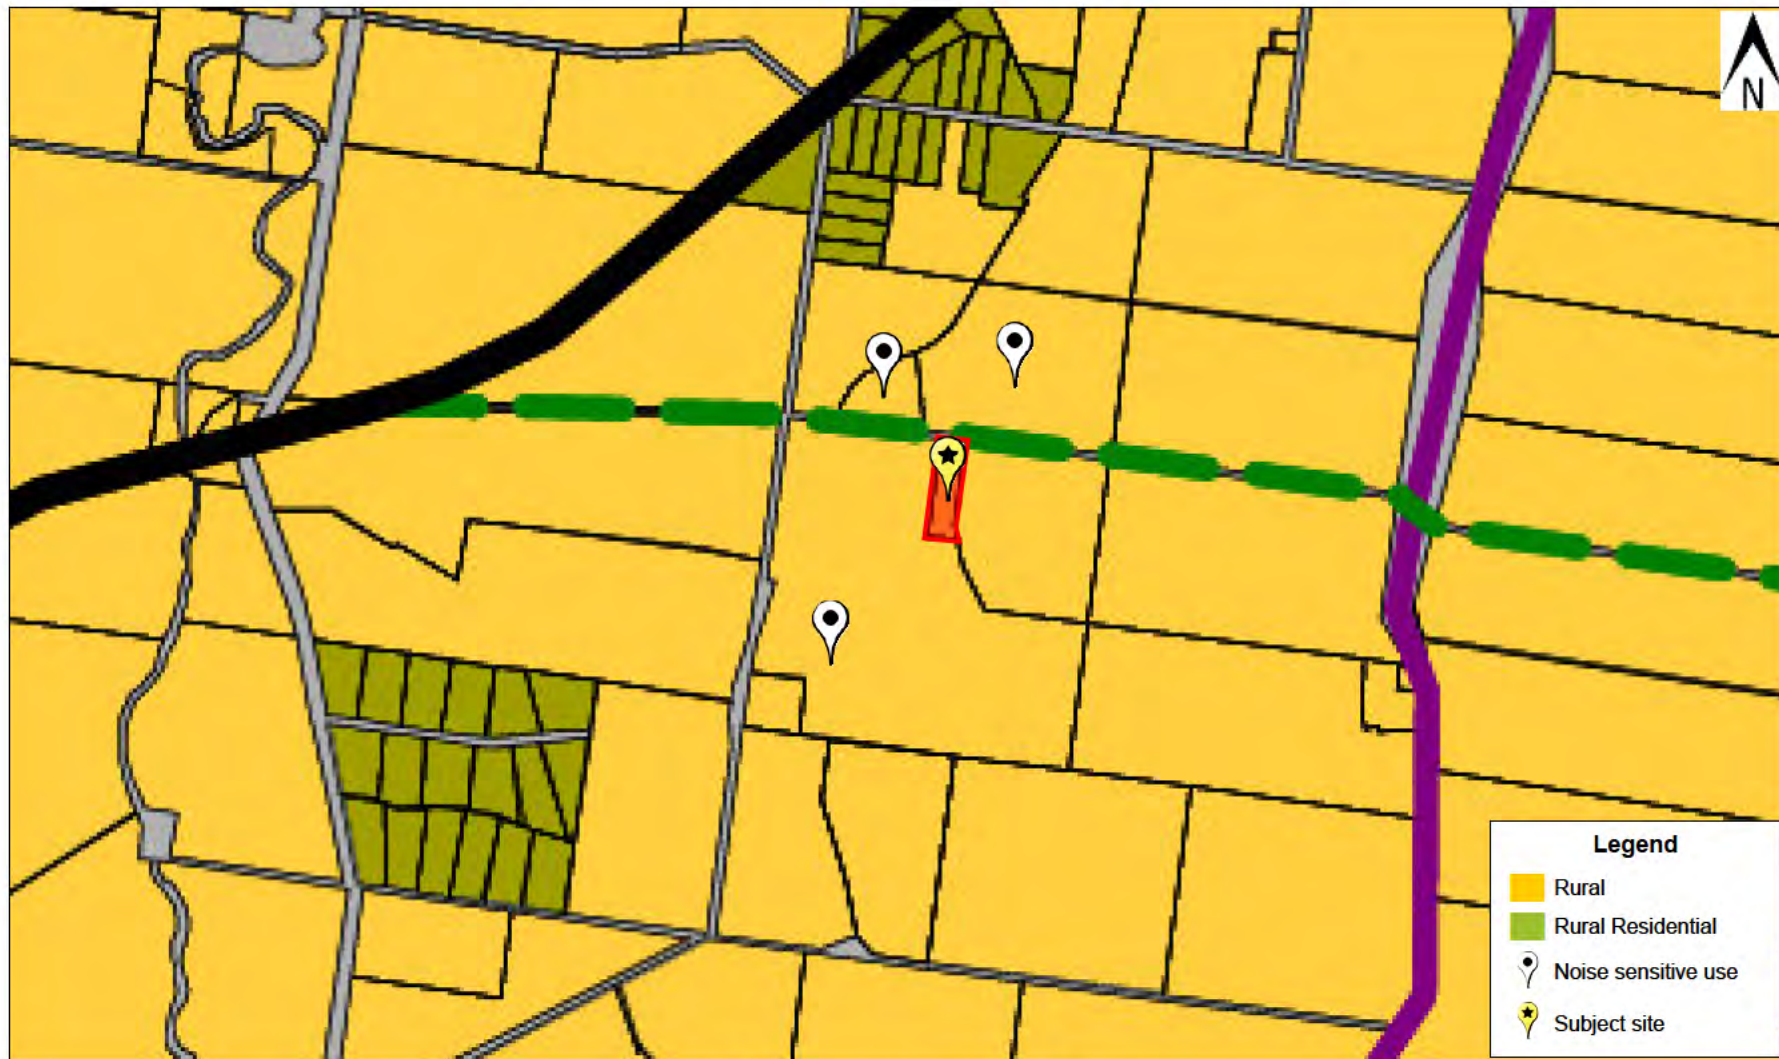 N
Legend
Rural
Rural Residential
Noise sensitive use
Subject site